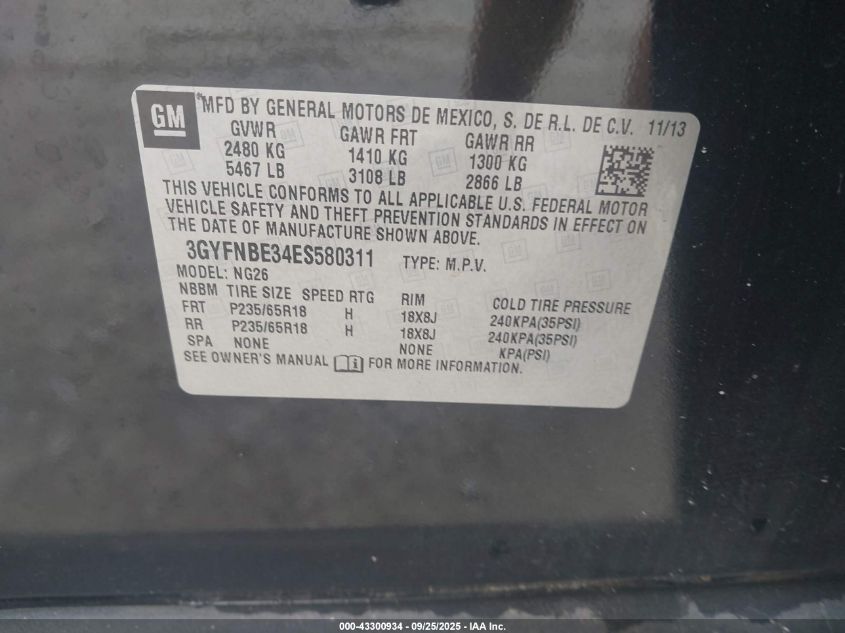 GM
*MFD BY GENERAL MOTORS DE MEXICO, S. DE R.L. DE C.V. 11/13
GVWR GAWR FRT GAWR RR
2480 KG 1410 KG 1300 KG
5467 LB 3108 LB 2866 LB
THIS VEHICLE CONFORMS TO ALL APPLICABLE U.S. FEDERAL MOTOR
VEHICLE SAFETY AND THEFT PREVENTION STANDARDS IN EFFECT ON
THE DATE OF MANUFACTURE SHOWN ABOVE.
3GYFNBE34ES580311 TYPE: M.P.V.
MODEL: NG26
NBBM TIRE SIZE SPEED RTG RIM COLD TIRE PRESSURE
FRT P235/65R18 H 18X8J 240KPA(35PSI)
RR P235/65R18 H 18X8J 240KPA(35PSI)
SPA NONE NONE KPA(PSI)
SEE OWNER'S MANUAL FOR MORE INFORMATION.
000-43300934 - 09/25/2025 - IAA Inc.